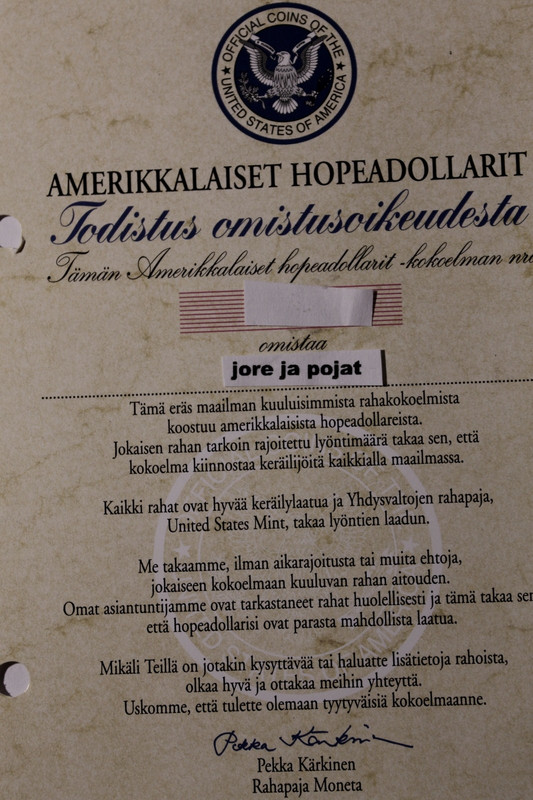 OFFICIAL COINS OF THE
UNITED STATES OF AMERICA
AMERIKKALAISET HOPEADOLLARIT
Todistus omistusoikeudesta
Tämän Amerikkalaiset hopeadollarit -kokoelman nro
omistaa
jore ja pojat
Tämä eräs maailman kuuluisimmista rahakokoelmista
koostuu amerikkalaisista hopeadollareista.
Jokaisen rahan tarkoin rajoitettu lyöntimäärä takaa sen, että
kokoelma kiinnostaa keräilijöitä kaikkialla maailmassa.
Kaikki rahat ovat hyvää keräilylaatua ja Yhdysvaltojen rahapaja,
United States Mint, takaa lyöntien laadun.
Me takaamme, ilman aikarajoitusta tai muita ehtoja,
jokaiseen kokoelmaan kuuluvan rahan aitouden.
Omat asiantuntijamme ovat tarkastaneet rahat huolellisesti ja tämä takaa sen
että hopeadollarisi ovat parasta mahdollista laatua.
Mikäli Teillä on jotakin kysyttävää tai haluatte lisätietoja rahoista,
olkaa hyvä ja ottakaa meihin yhteyttä.
Uskomme, että tulette olemaan tyytyväisiä kokoelmaanne.
Pekka Kärkinen
Pekka Kärkinen
Rahapaja Moneta